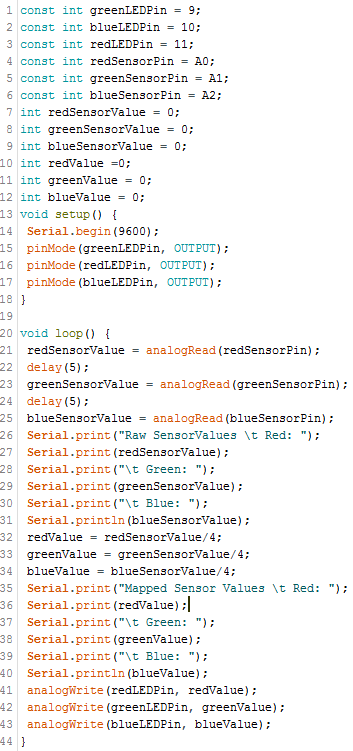 1 const int greenLEDPin = 9;
2 const int blueLEDPin = 10;
3 const int redLEDPin = 11;
4 const int redSensorPin = A0;
5 const int greenSensorPin = A1;
6 const int blueSensorPin = A2;
7 int redSensorValue = 0;
8 int greenSensorValue = 0;
9 int blueSensorValue = 0;
10 int redValue =0;
11 int greenValue = 0;
12 int blueValue = 0;
13 void setup() {
14  Serial.begin(9600);
15  pinMode(greenLEDPin, OUTPUT);
16  pinMode(redLEDPin, OUTPUT);
17  pinMode(blueLEDPin, OUTPUT);
18 }
19
20 void loop() {
21  redSensorValue = analogRead(redSensorPin);
22  delay(5);
23  greenSensorValue = analogRead(greenSensorPin);
24  delay(5);
25  blueSensorValue = analogRead(blueSensorPin);
26  Serial.print("Raw SensorValues \t Red: ");
27  Serial.print(redSensorValue);
28  Serial.print("\t Green: ");
29  Serial.print(greenSensorValue);
30  Serial.print("\t Blue: ");
31  Serial.println(blueSensorValue);
32  redValue = redSensorValue/4;
33  greenValue = greenSensorValue/4;
34  blueValue = blueSensorValue/4;
35  Serial.print("Mapped Sensor Values \t Red: ");
36  Serial.print(redValue);
37  Serial.print("\t Green: ");
38  Serial.print(greenValue);
39  Serial.print("\t Blue: ");
40  Serial.println(blueValue);
41  analogWrite(redLEDPin, redValue);
42  analogWrite(greenLEDPin, greenValue);
43  analogWrite(blueLEDPin, blueValue);
44 }